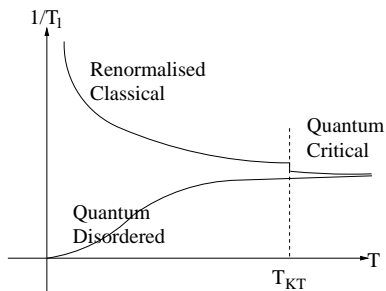 1/T1
Renormalised
Classical
Quantum
Critical
Quantum
Disordered
T
TKT